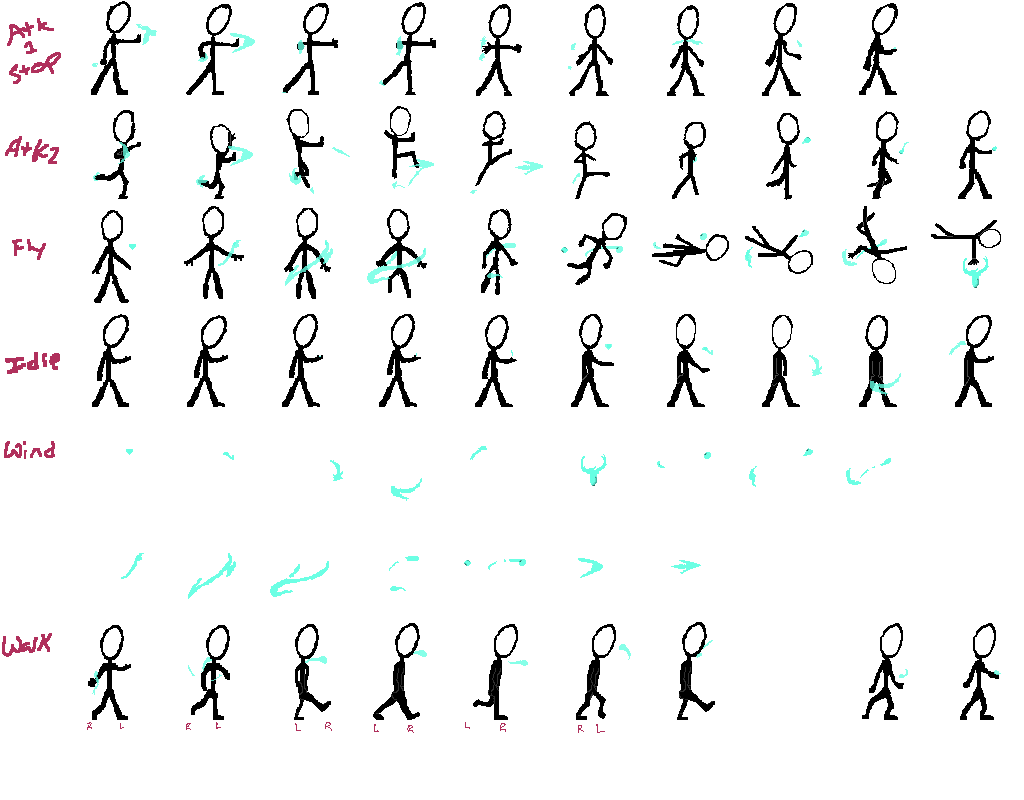 Atk
1
stop
Atk2
Fly
Idle
Wind
Walk
R L R L L R L R L R R L